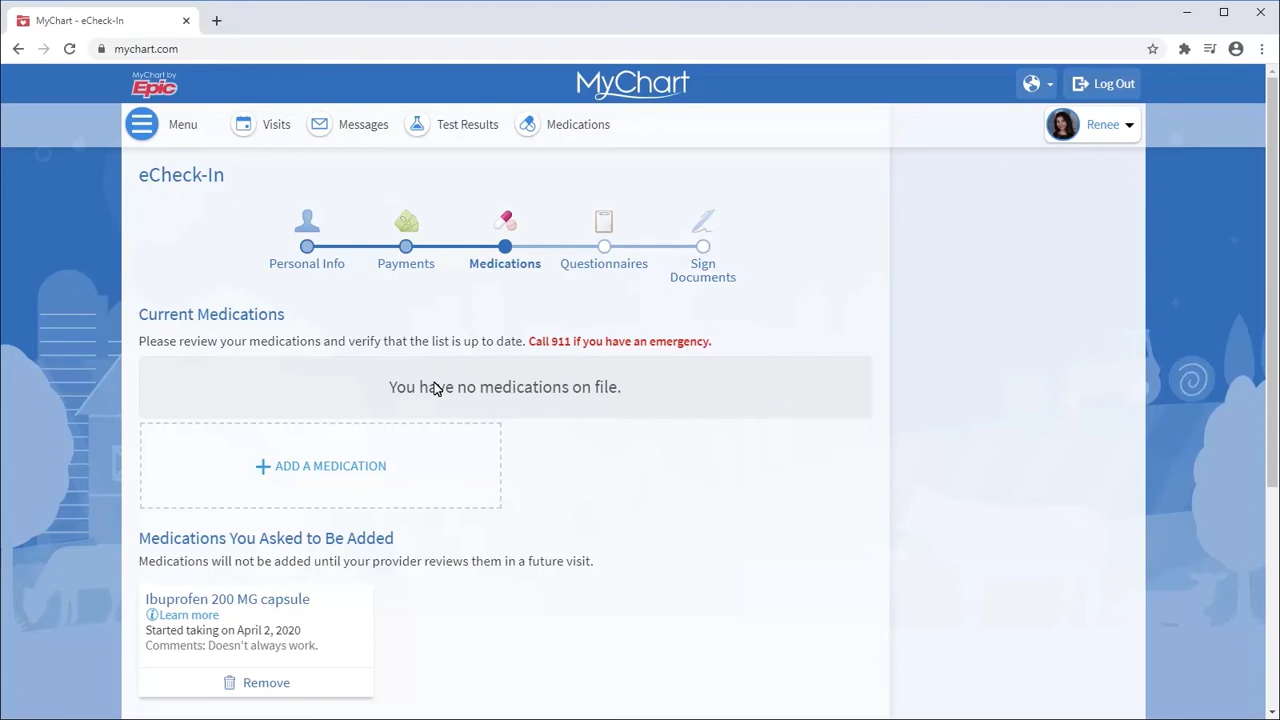 MyChart - eCheck-In
mychart.com
MyChart by
Epic
MyChart
Log Out
Menu
Visits
Messages
Test Results
Medications
Renee
eCheck-In
Personal Info
Payments
Medications
Questionnaires
Sign
Documents
Current Medications
Please review your medications and verify that the list is up to date. Call 911 if you have an emergency.
You have no medications on file.
+ ADD A MEDICATION
Medications You Asked to Be Added
Medications will not be added until your provider reviews them in a future visit.
Ibuprofen 200 MG capsule
Learn more
Started taking on April 2, 2020
Comments: Doesn't always work.
Remove